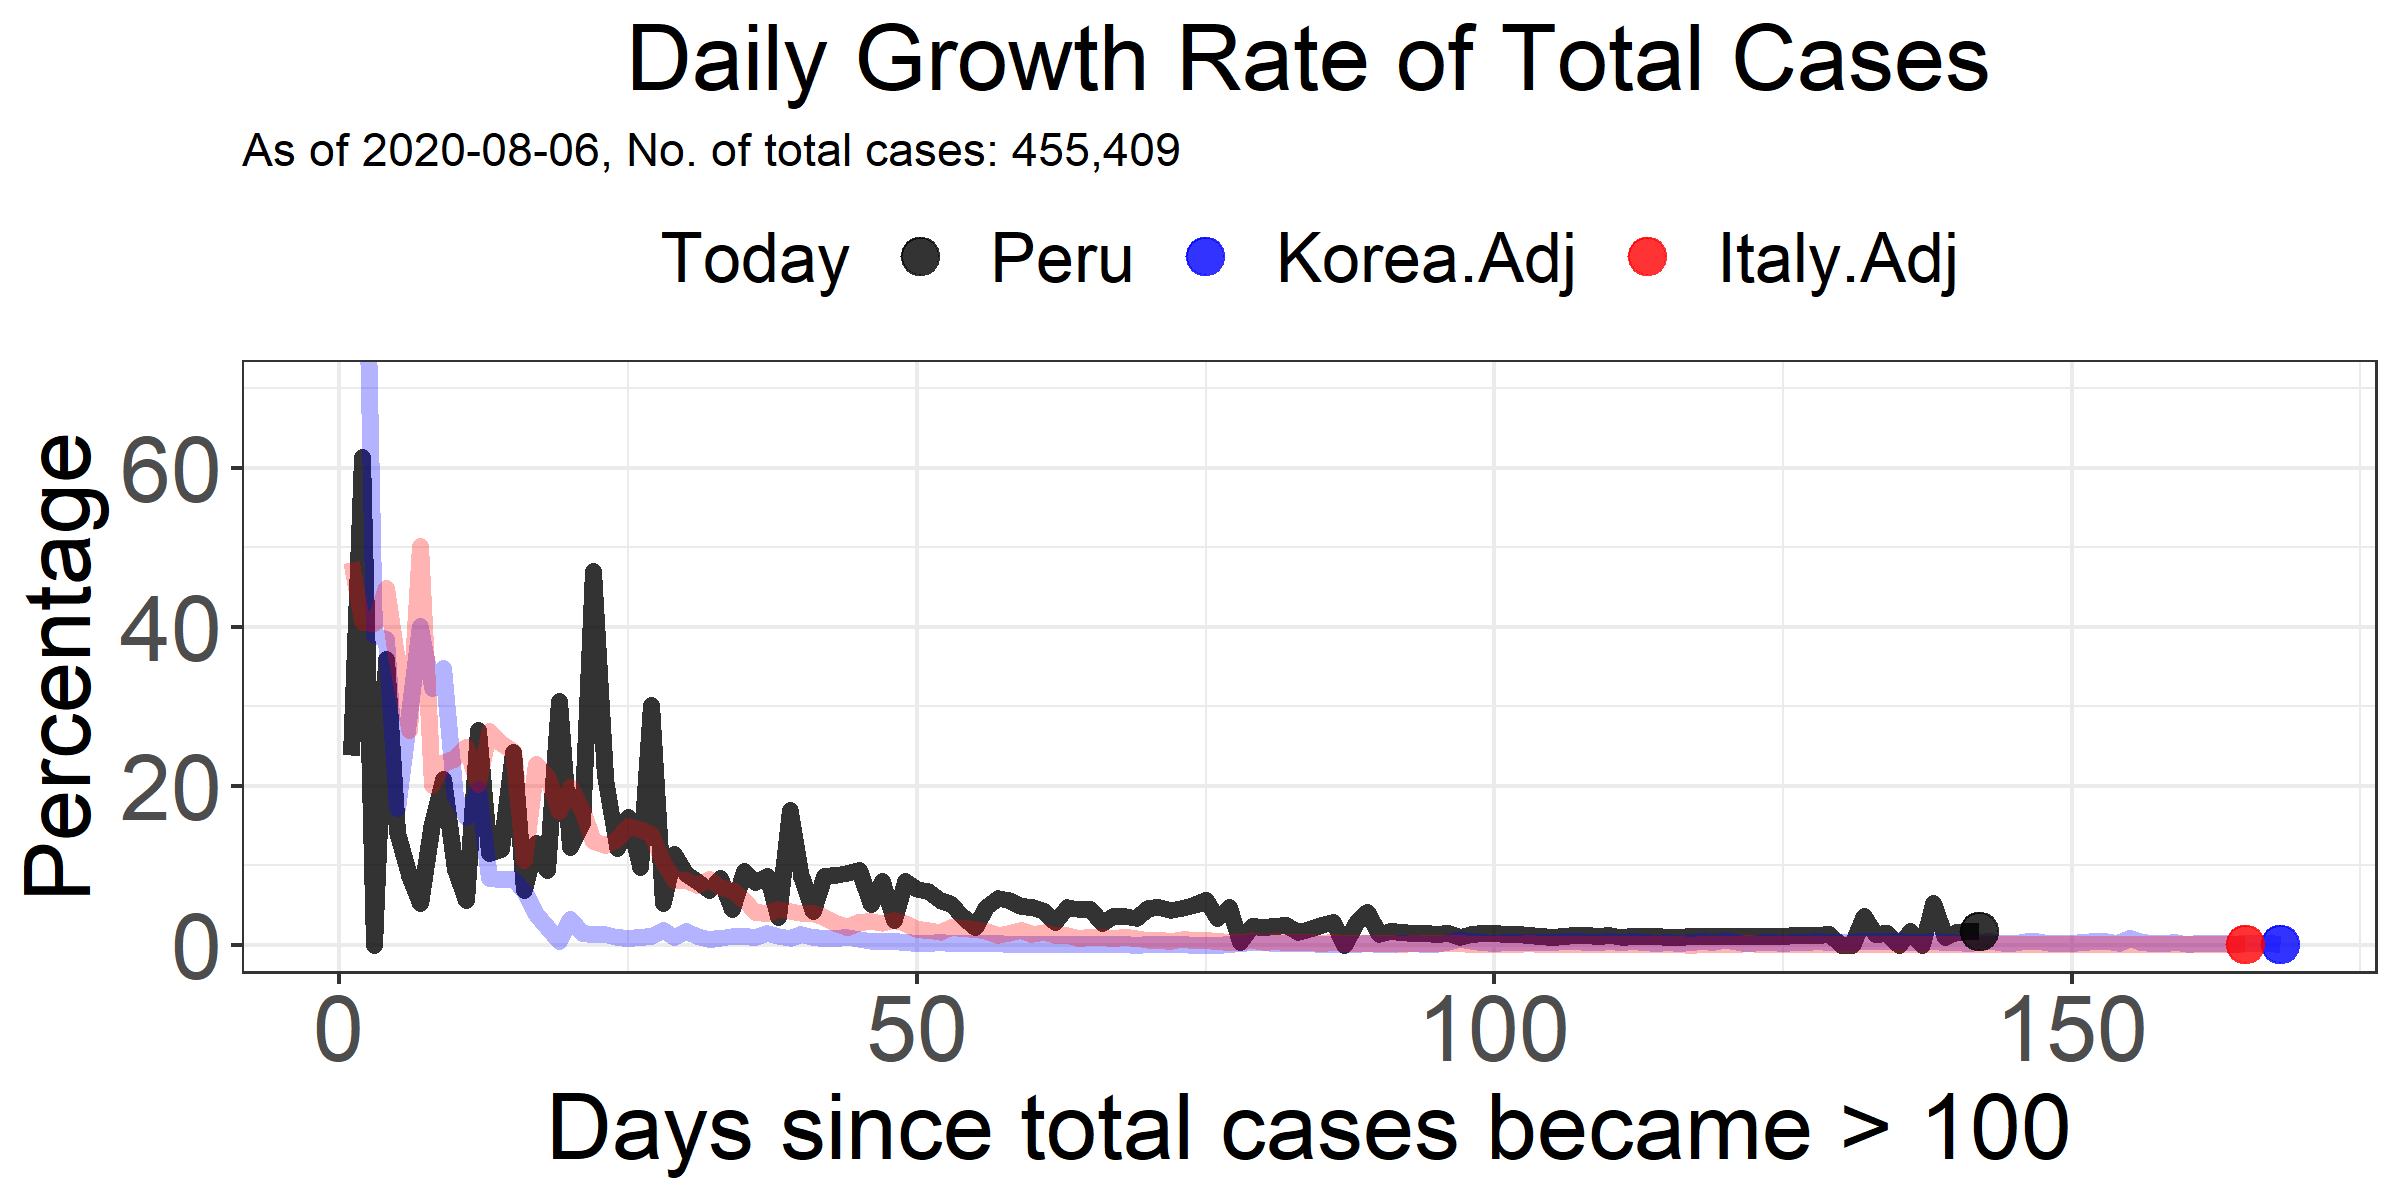 Daily Growth Rate of Total Cases
As of 2020-08-06, No. of total cases: 455,409
Today Peru Korea.Adj Italy.Adj
Percentage
60
40
20
0
0 50 100 150
Days since total cases became > 100